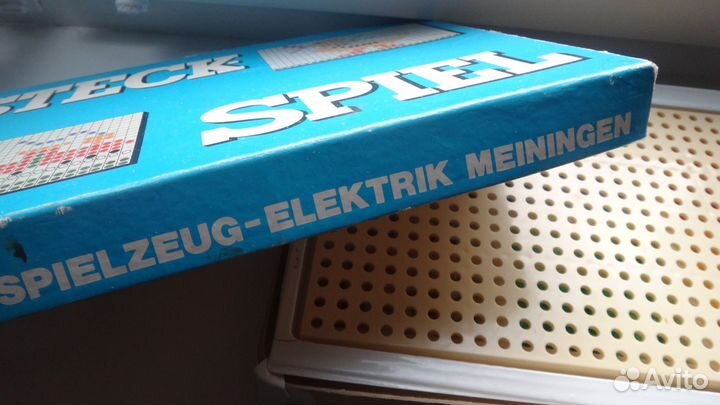 STECK
SPIEL
SPIELZEUG-ELEKTRIK MEININGEN
Avito